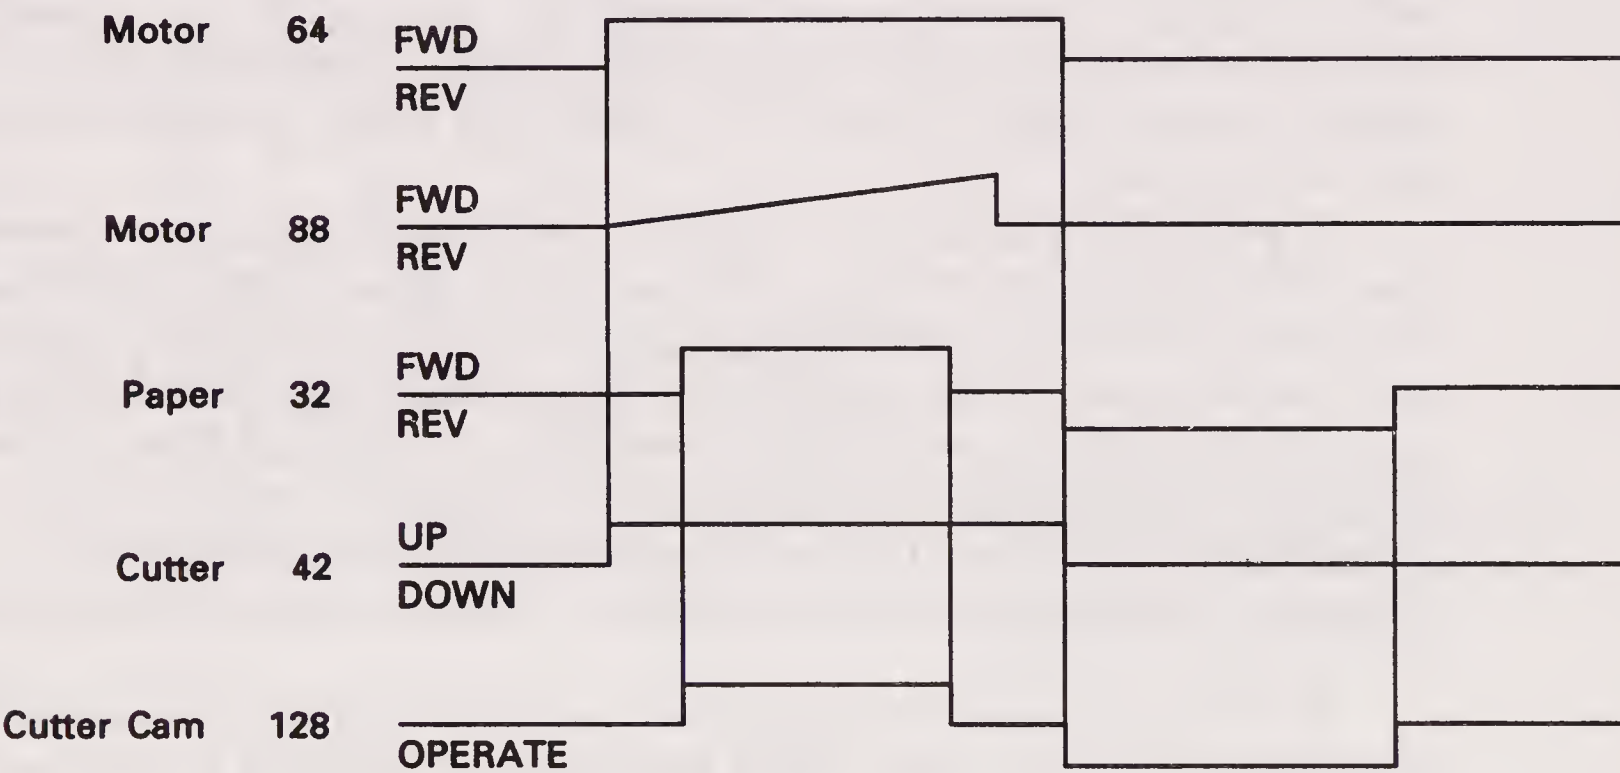 Motor 64 FWD
REV
FWD
Motor 88
REV
FWD
Paper 32
REV
UP
Cutter 42
DOWN
Cutter Cam 128
OPERATE